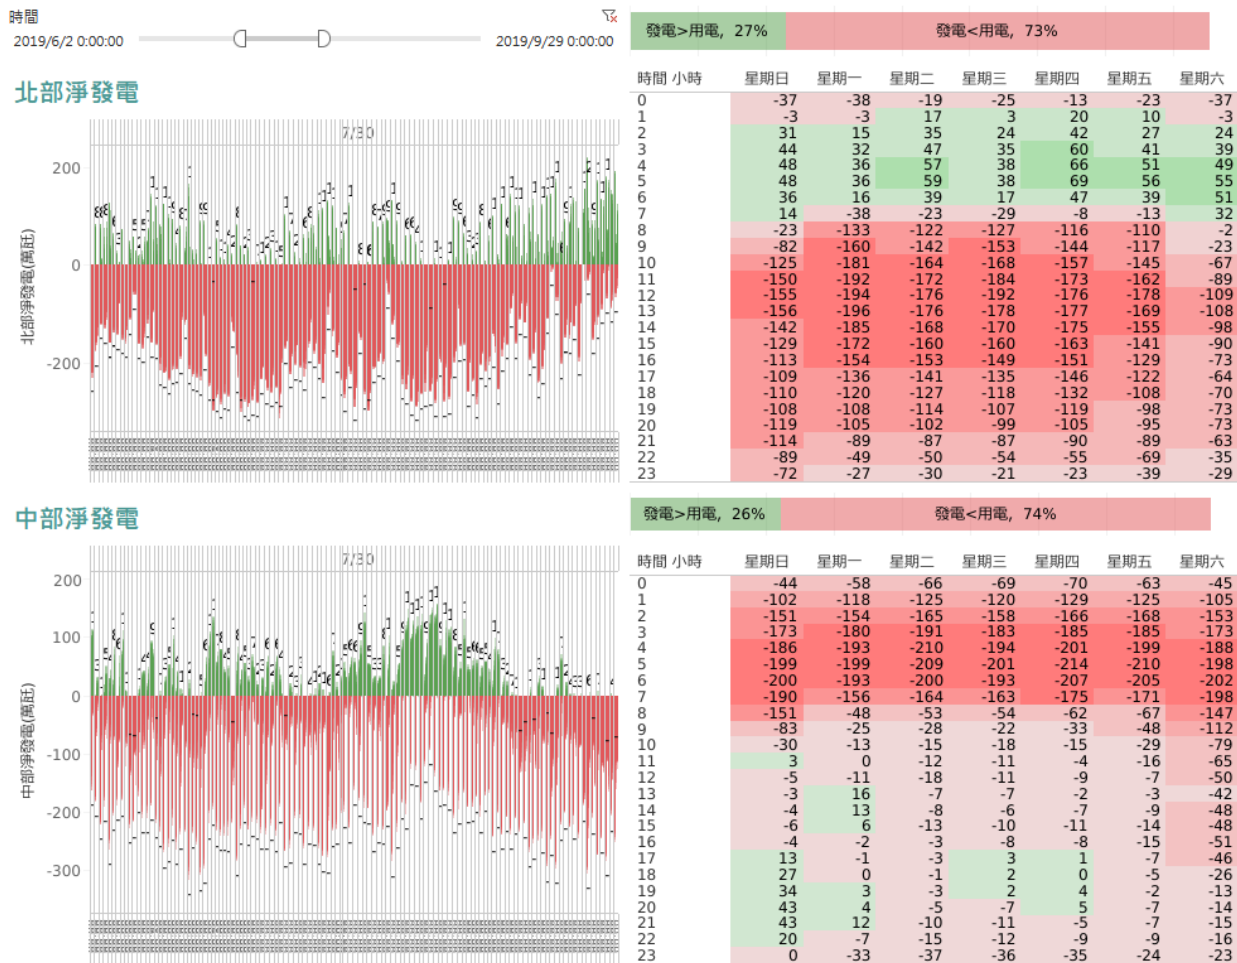 時間
2019/6/2 0:00:00
2019/9/29 0:00:00
北部淨發電
7/30
北部淨發電(萬瓩)
200
0
-200
發電>用電, 27%
發電<用電, 73%
時間 小時 星期日 星期一 星期二 星期三 星期四 星期五 星期六
0 -37 -38 -19 -25 -13 -23 -37
1 -3 -3 17 3 20 10 -3
2 31 15 35 24 42 27 24
3 44 32 47 35 60 41 39
4 48 36 57 38 66 51 49
5 48 36 59 38 69 56 55
6 36 16 39 17 47 39 51
7 14 -38 -23 -29 -8 -13 32
8 -23 -133 -122 -127 -116 -110 -2
9 -82 -160 -142 -153 -144 -117 -23
10 -125 -181 -164 -168 -157 -145 -67
11 -150 -192 -172 -184 -173 -162 -89
12 -155 -194 -176 -192 -176 -178 -109
13 -156 -196 -176 -178 -177 -169 -108
14 -142 -185 -168 -170 -175 -155 -98
15 -129 -172 -160 -160 -163 -141 -90
16 -113 -154 -153 -149 -151 -129 -73
17 -109 -136 -141 -135 -146 -122 -64
18 -110 -120 -127 -118 -132 -108 -70
19 -108 -108 -114 -107 -119 -98 -73
20 -119 -105 -102 -99 -105 -95 -73
21 -114 -89 -87 -87 -90 -89 -63
22 -89 -49 -50 -54 -55 -69 -35
23 -72 -27 -30 -21 -23 -39 -29
中部淨發電
7/30
中部淨發電(萬瓩)
200
100
0
-100
-200
-300
發電>用電, 26%
發電<用電, 74%
時間 小時 星期日 星期一 星期二 星期三 星期四 星期五 星期六
0 -44 -58 -66 -69 -70 -63 -45
1 -102 -118 -125 -120 -129 -125 -105
2 -151 -154 -165 -158 -166 -168 -153
3 -173 -180 -191 -183 -185 -185 -173
4 -186 -193 -210 -194 -201 -199 -188
5 -199 -199 -209 -201 -214 -210 -198
6 -200 -193 -200 -193 -207 -205 -202
7 -190 -156 -164 -163 -175 -171 -198
8 -151 -48 -53 -54 -62 -67 -147
9 -83 -25 -28 -22 -33 -48 -112
10 -30 -13 -15 -18 -15 -29 -79
11 3 0 -12 -11 -4 -16 -65
12 -5 -11 -18 -11 -9 -7 -50
13 -3 16 -7 -7 -2 -3 -42
14 -4 13 -8 -6 -7 -9 -48
15 -6 6 -13 -10 -11 -14 -48
16 -4 -2 -3 -8 -8 -15 -51
17 13 -1 -3 3 1 -7 -46
18 27 0 -1 2 0 -5 -26
19 34 3 -3 2 4 -2 -13
20 43 4 -5 -7 5 -7 -14
21 43 12 -10 -11 -5 -7 -15
22 20 -7 -15 -12 -9 -9 -16
23 0 -33 -37 -36 -35 -24 -23